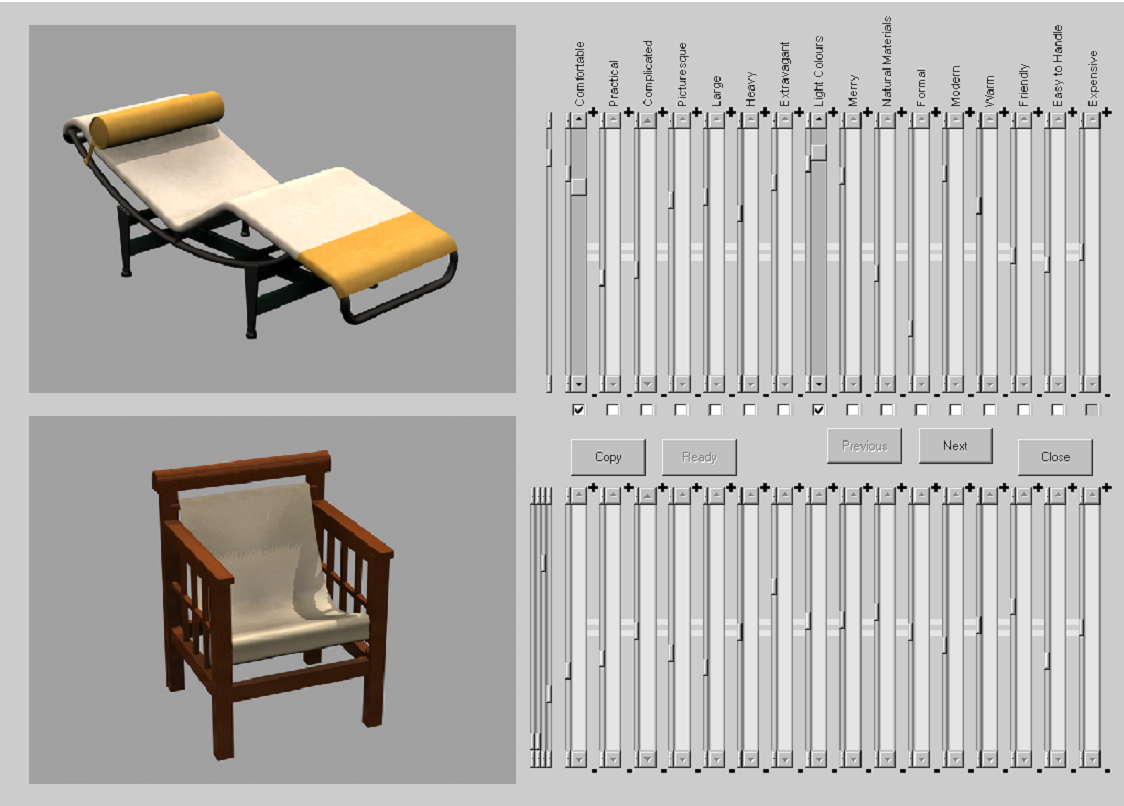 Comfortable
Practical
Complicated
Picturesque
Large
Heavy
Extravagant
Light Colours
Merry
Natural Materials
Formal
Modern
Warm
Friendly
Easy to Handle
Expensive
Copy
Ready
Previous
Next
Close